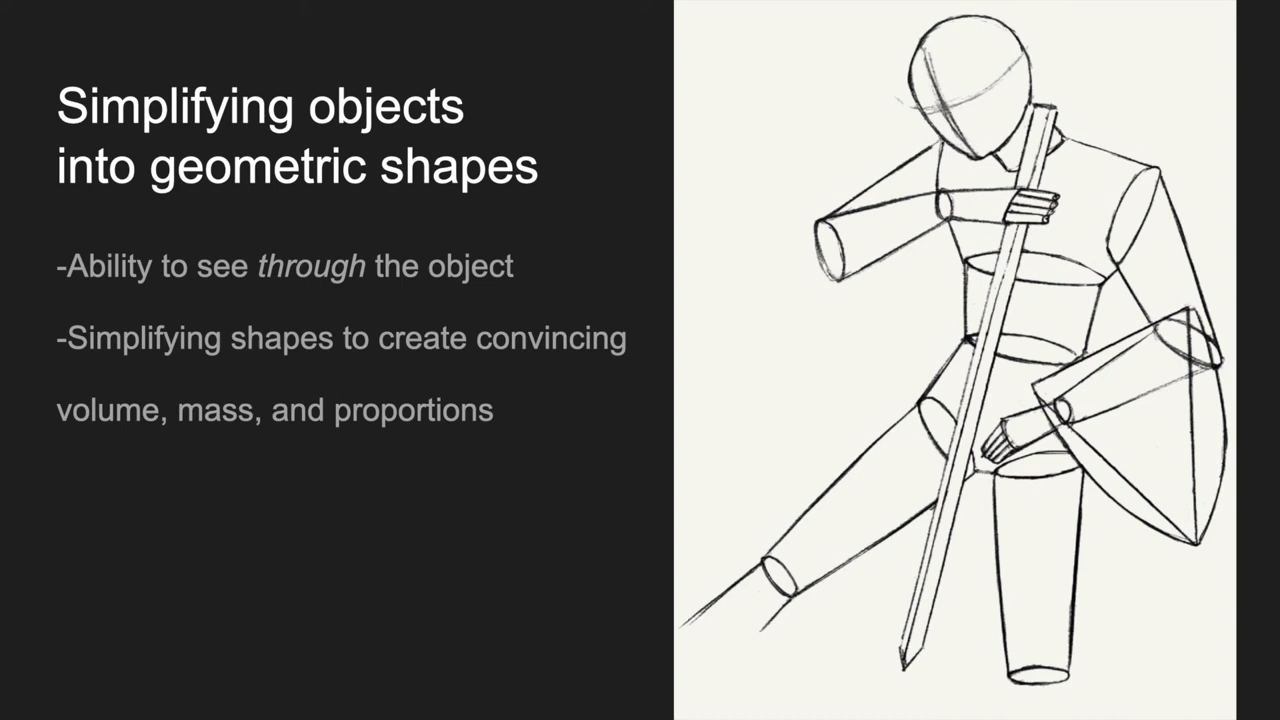 Simplifying objects
into geometric shapes
-Ability to see through the object
-Simplifying shapes to create convincing
volume, mass, and proportions